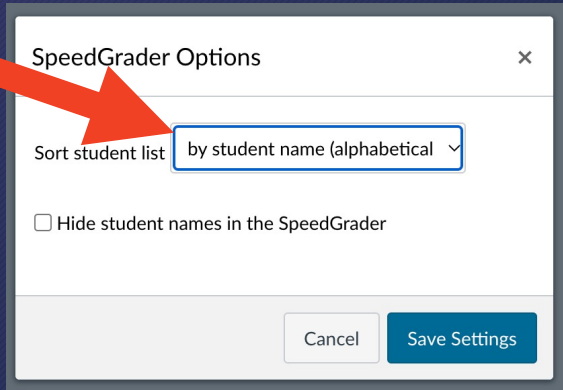 SpeedGrader Options ×
Sort student list by student name (alphabetical
Hide student names in the SpeedGrader
Cancel Save Settings